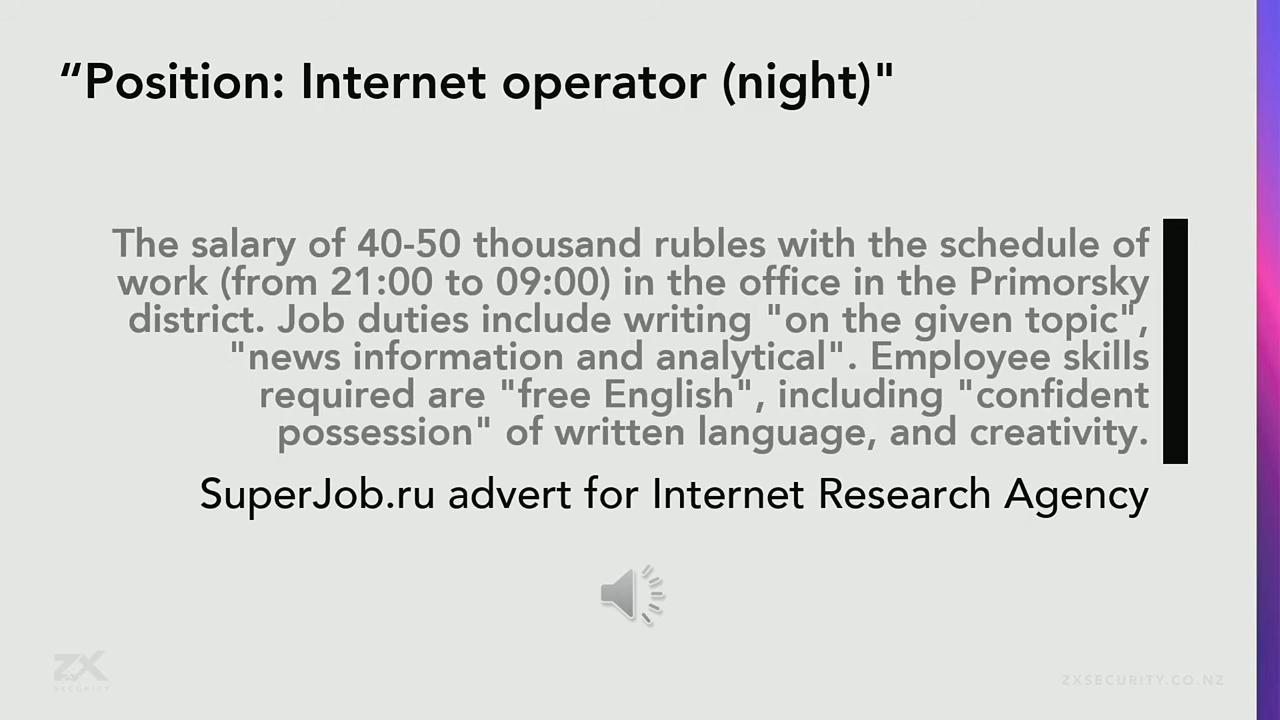 “Position: Internet operator (night)"
The salary of 40-50 thousand rubles with the schedule of
work (from 21:00 to 09:00) in the office in the Primorsky
district. Job duties include writing "on the given topic",
"news information and analytical". Employee skills
required are "free English", including "confident
possession" of written language, and creativity.
SuperJob.ru advert for Internet Research Agency
ZX
SECURITY
ZXSECURITY.CO.NZ